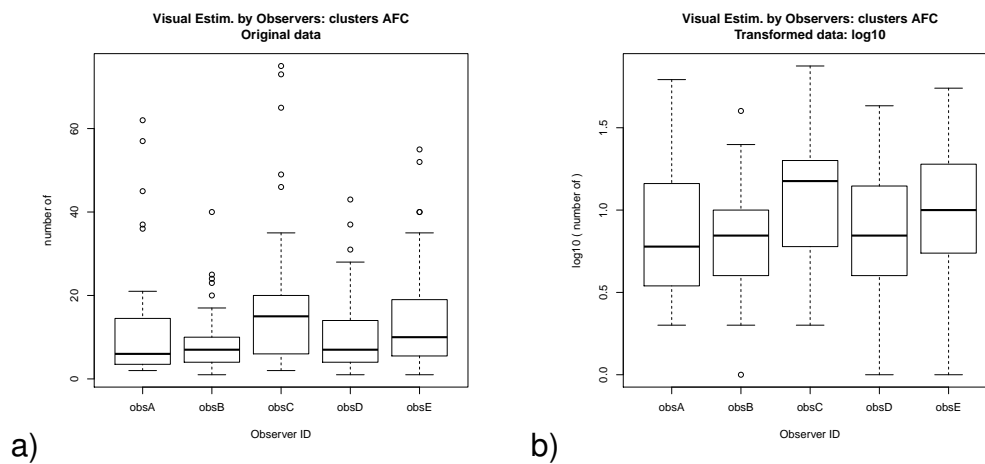 Visual Estim. by Observers: clusters AFC
Original data
number of
60
40
20
0
obsA obsB obsC obsD obsE
Observer ID
a)
Visual Estim. by Observers: clusters AFC
Transformed data: log10
log10 ( number of )
1.5
1.0
0.5
0.0
obsA obsB obsC obsD obsE
Observer ID
b)